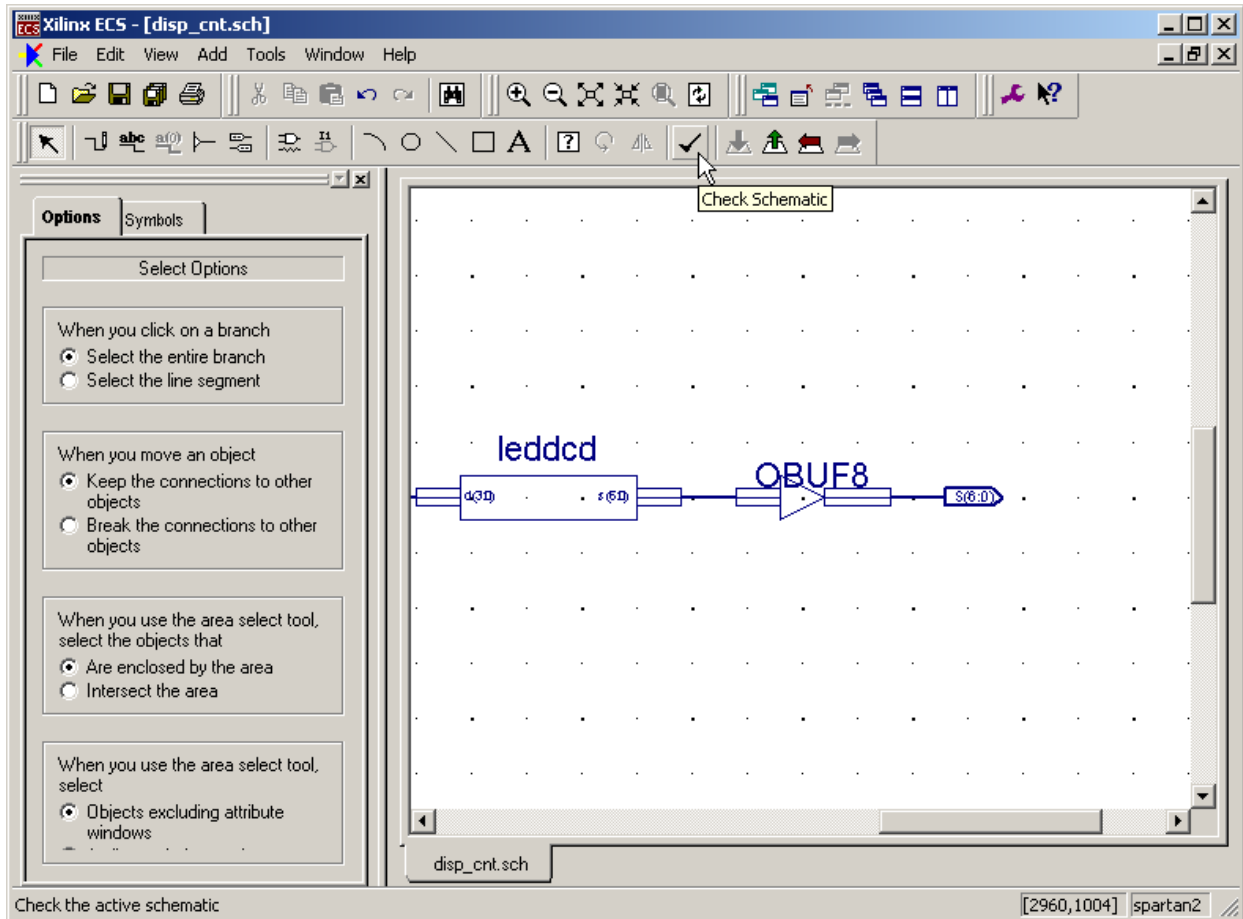 Xilinx ECS - [disp_cnt.sch]
File Edit View Add Tools Window Help
Check Schematic
Options Symbols
Select Options
When you click on a branch
Select the entire branch
Select the line segment
When you move an object
Keep the connections to other
objects
Break the connections to other
objects
When you use the area select tool,
select the objects that
Are enclosed by the area
Intersect the area
When you use the area select tool,
select
Objects excluding attribute
windows
leddcd
d(3:0) s(6:0)
OBUF8
S(6:0)
disp_cnt.sch
Check the active schematic
[2960,1004] spartan2